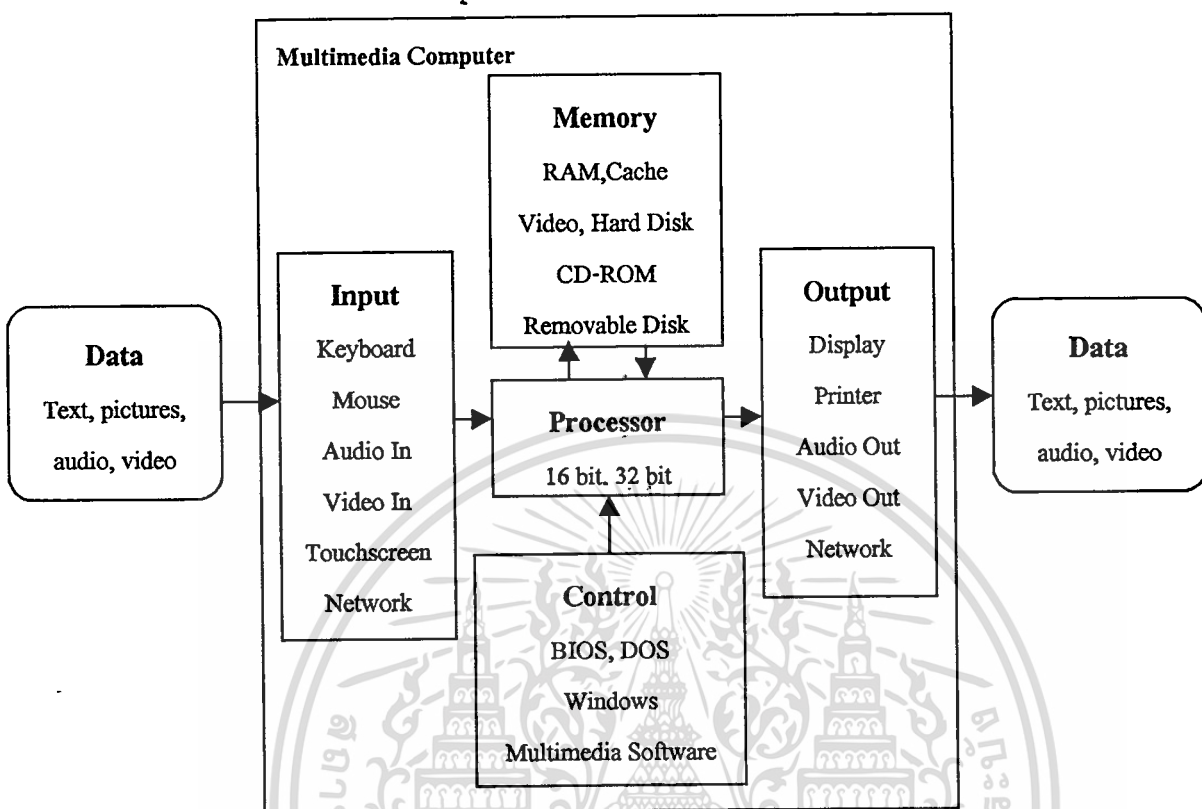 Multimedia Computer
Memory
RAM,Cache
Video, Hard Disk
CD-ROM
Removable Disk
Input
Keyboard
Mouse
Audio In
Video In
Touchscreen
Network
Output
Display
Printer
Audio Out
Video Out
Network
Data
Text, pictures,
audio, video
Processor
16 bit. 32 bit
Data
Text, pictures,
audio, video
Control
BIOS, DOS
Windows
Multimedia Software